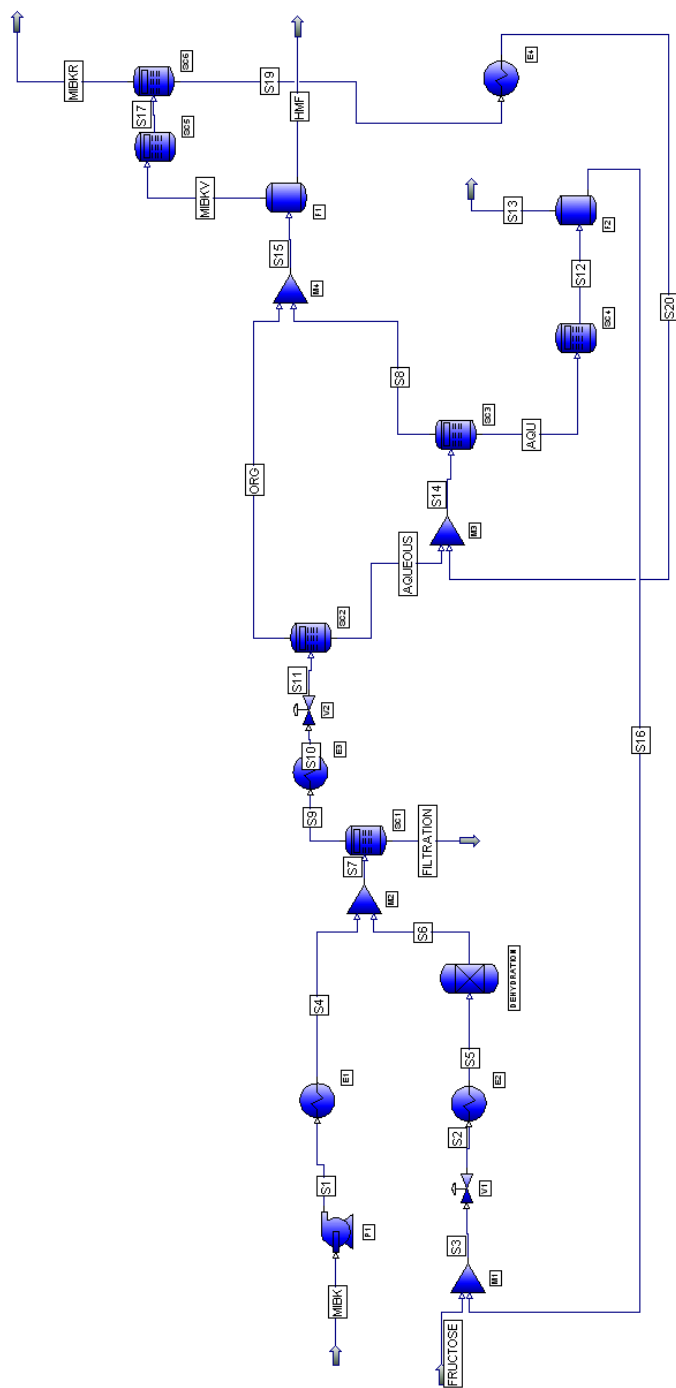 MIBKR
SC6
S17
SC5
S19
E4
HMF
MIBKV
F1
S15
M4
S13
F2
S12
SC4
S20
ORG
S8
SC3
AQU
S14
M3
AQUEOUS
SC2
S11
V2
S10
E3
S9
SC1
S7
FILTRATION
M2
S16
S4
S6
DEHYDRATION
E1
S5
E2
S2
S1
P1
V1
S3
M1
MIBK
FRUCTOSE